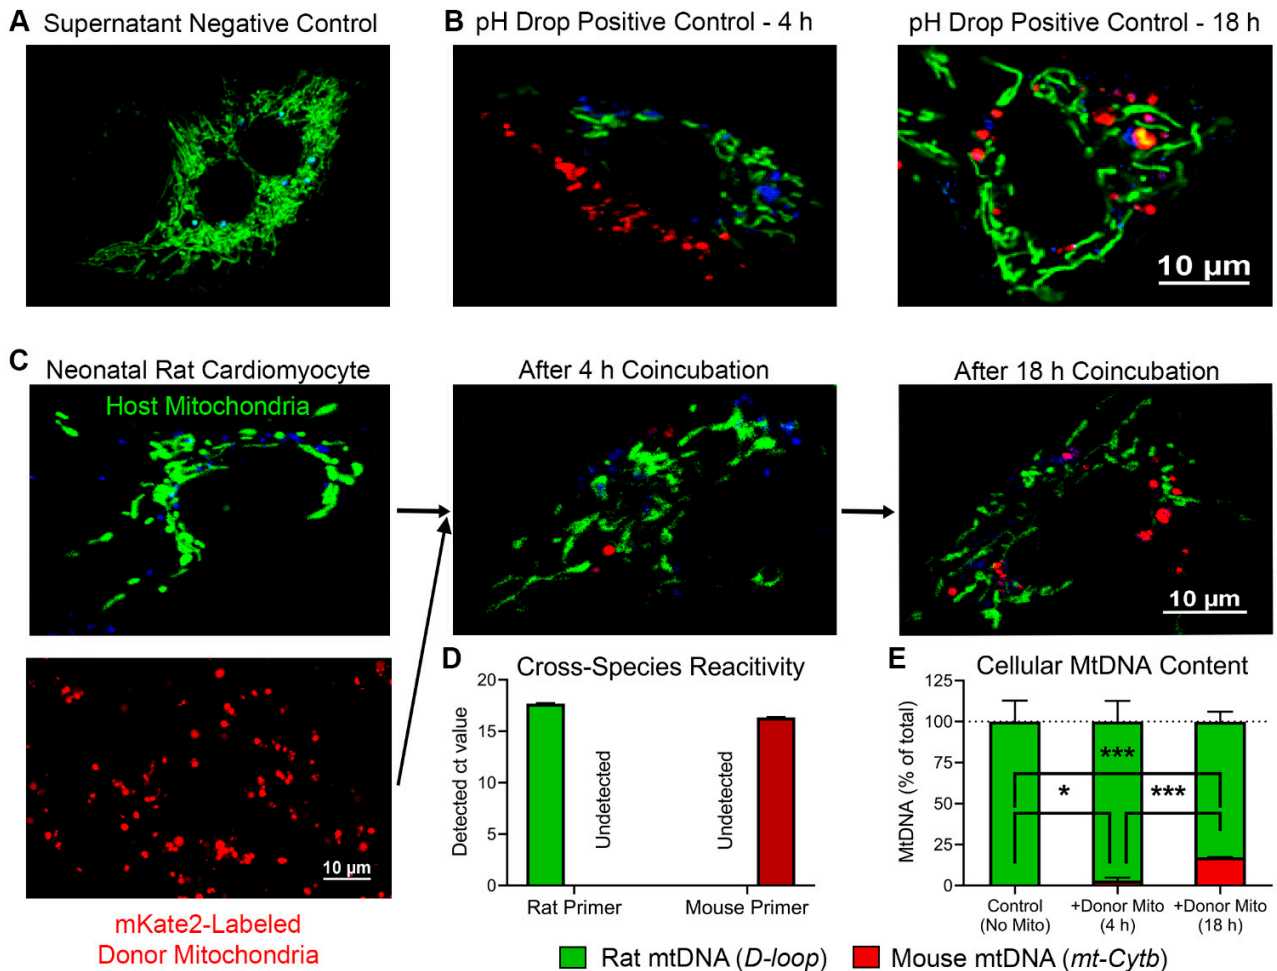 A Supernatant Negative Control
B pH Drop Positive Control - 4 h
pH Drop Positive Control - 18 h
10 µm
C Neonatal Rat Cardiomyocyte
Host Mitochondria
After 4 h Coincubation
After 18 h Coincubation
10 µm
10 µm
mKate2-Labeled
Donor Mitochondria
D Cross-Species Reacitivity
Detected ct value
20
15
10
5
0
Undetected
Undetected
Rat Primer
Mouse Primer
E Cellular MtDNA Content
MtDNA (% of total)
125
100
75
50
25
0
***
*
***
Control
(No Mito)
+Donor Mito
(4 h)
+Donor Mito
(18 h)
Rat mtDNA (D-loop)
Mouse mtDNA (mt-Cytb)